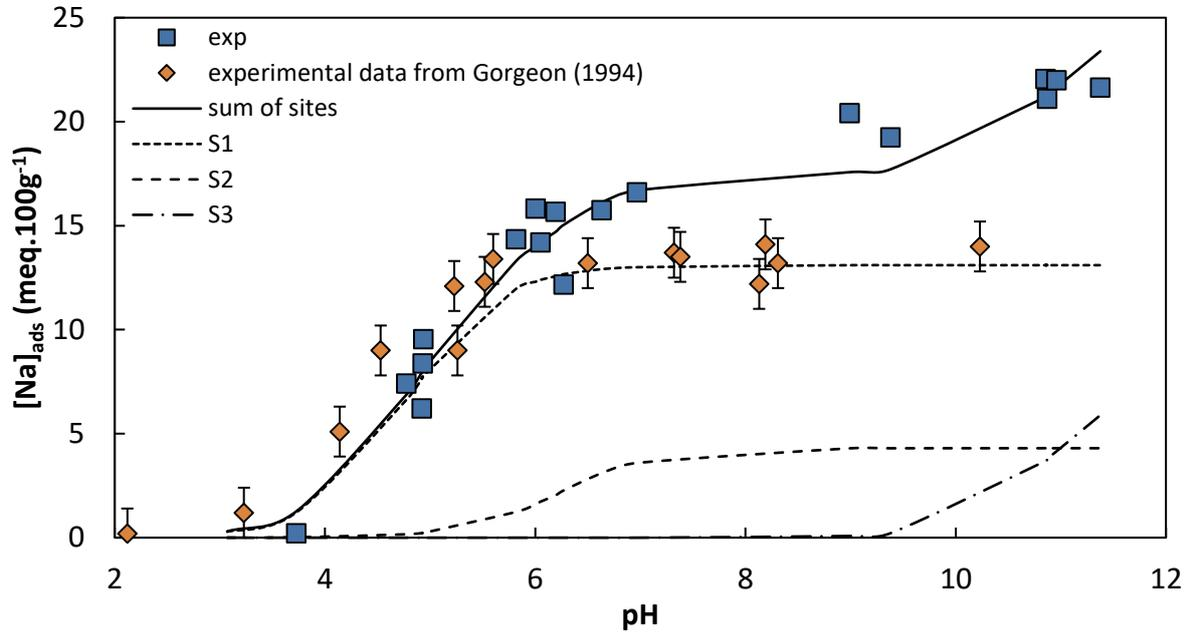 25
20
15
10
5
0
[Na]ads (meq.100g-1)
exp
experimental data from Gorgeon (1994)
sum of sites
S1
S2
S3
2 4 6 8 10 12
pH